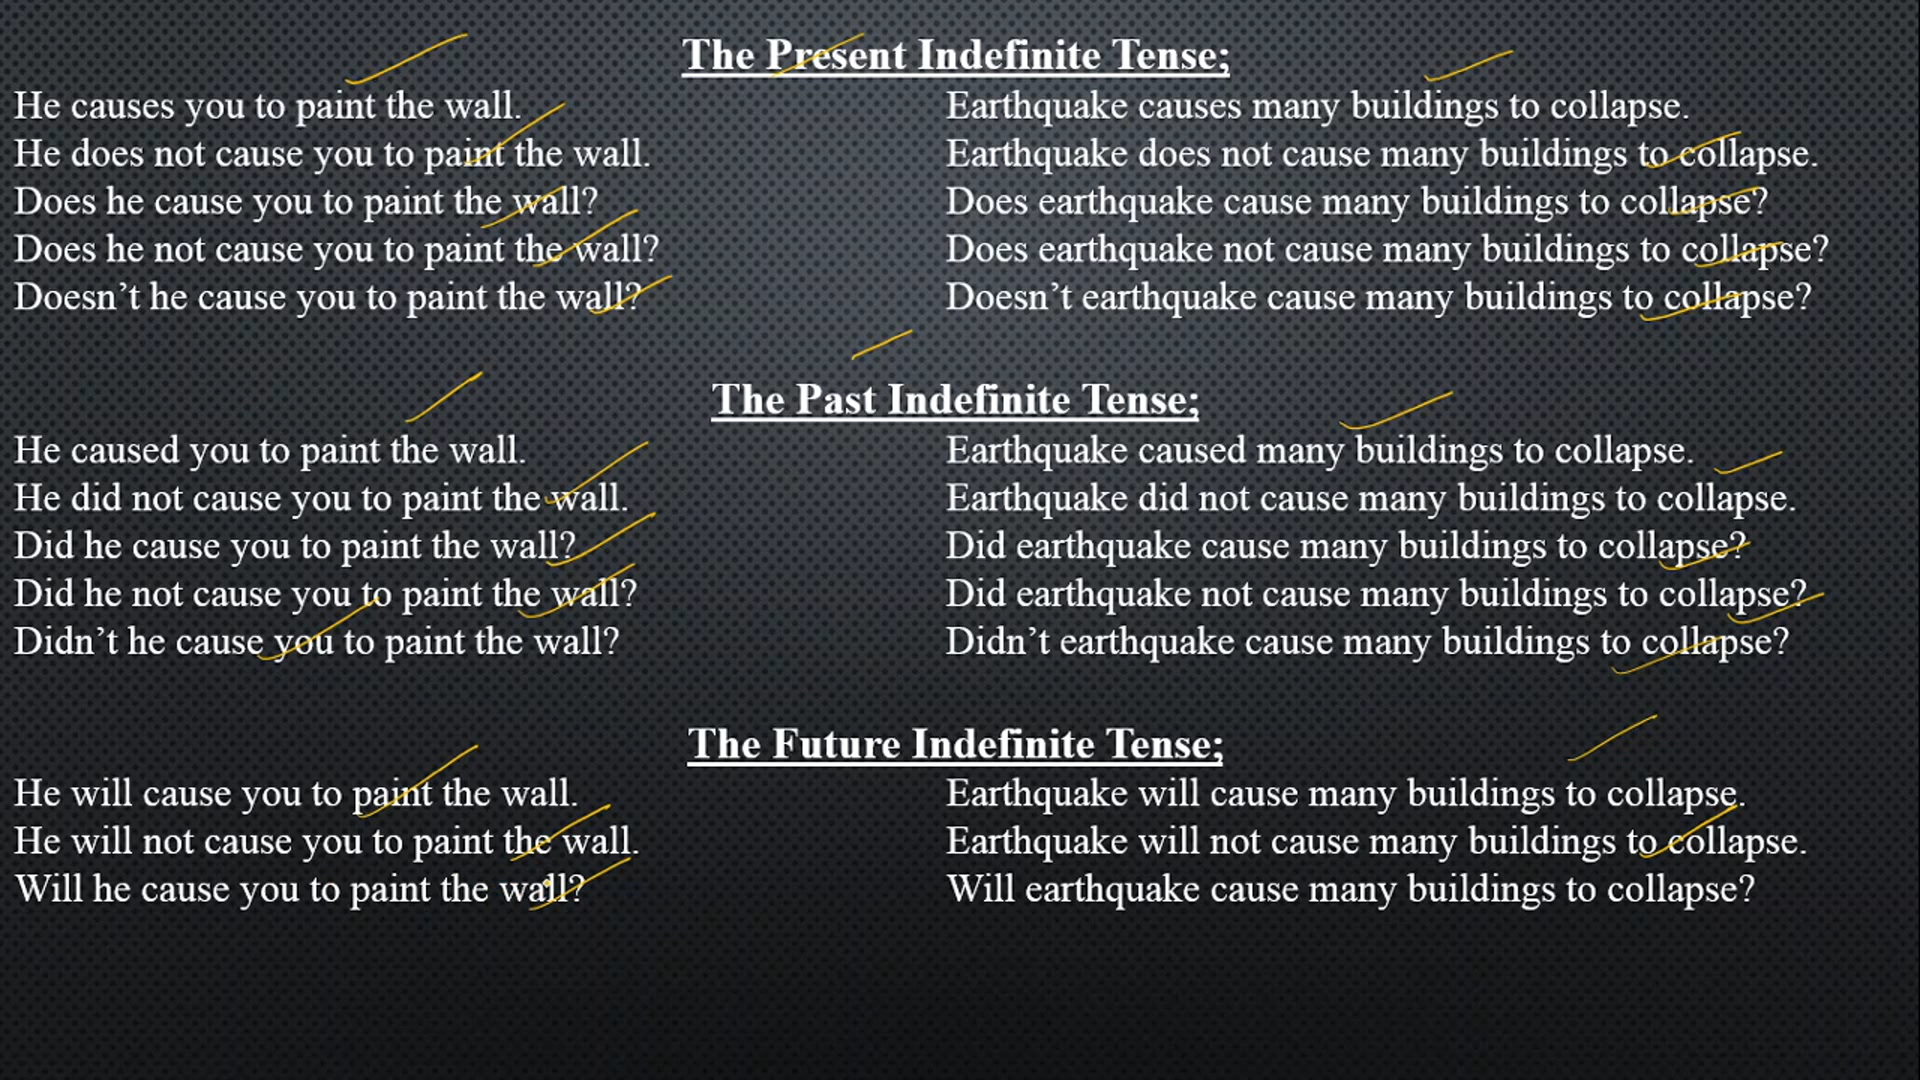 The Present Indefinite Tense;
He causes you to paint the wall.
He does not cause you to paint the wall.
Does he cause you to paint the wall?
Does he not cause you to paint the wall?
Doesn’t he cause you to paint the wall?
Earthquake causes many buildings to collapse.
Earthquake does not cause many buildings to collapse.
Does earthquake cause many buildings to collapse?
Does earthquake not cause many buildings to collapse?
Doesn’t earthquake cause many buildings to collapse?
The Past Indefinite Tense;
He caused you to paint the wall.
He did not cause you to paint the wall.
Did he cause you to paint the wall?
Did he not cause you to paint the wall?
Didn’t he cause you to paint the wall?
Earthquake caused many buildings to collapse.
Earthquake did not cause many buildings to collapse.
Did earthquake cause many buildings to collapse?
Did earthquake not cause many buildings to collapse?
Didn’t earthquake cause many buildings to collapse?
The Future Indefinite Tense;
He will cause you to paint the wall.
He will not cause you to paint the wall.
Will he cause you to paint the wall?
Earthquake will cause many buildings to collapse.
Earthquake will not cause many buildings to collapse.
Will earthquake cause many buildings to collapse?